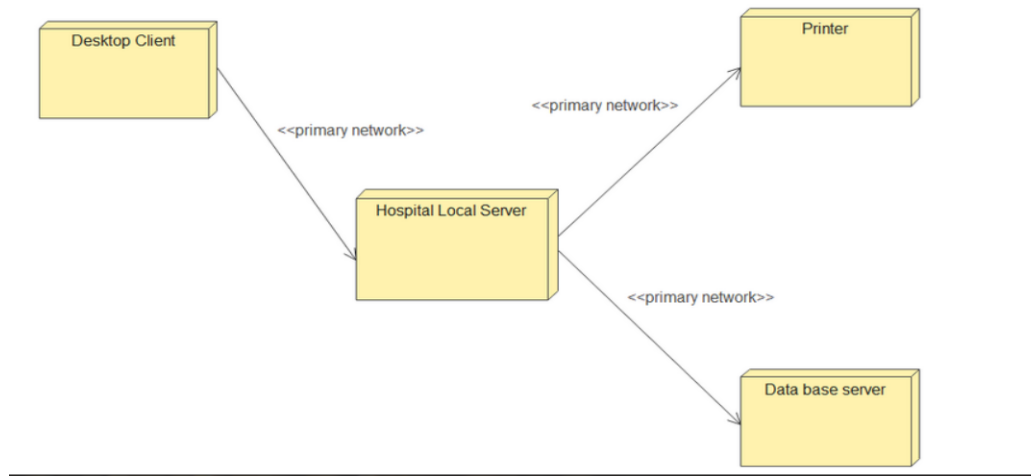 Desktop Client
Printer
<<primary network>>
<<primary network>>
Hospital Local Server
<<primary network>>
Data base server